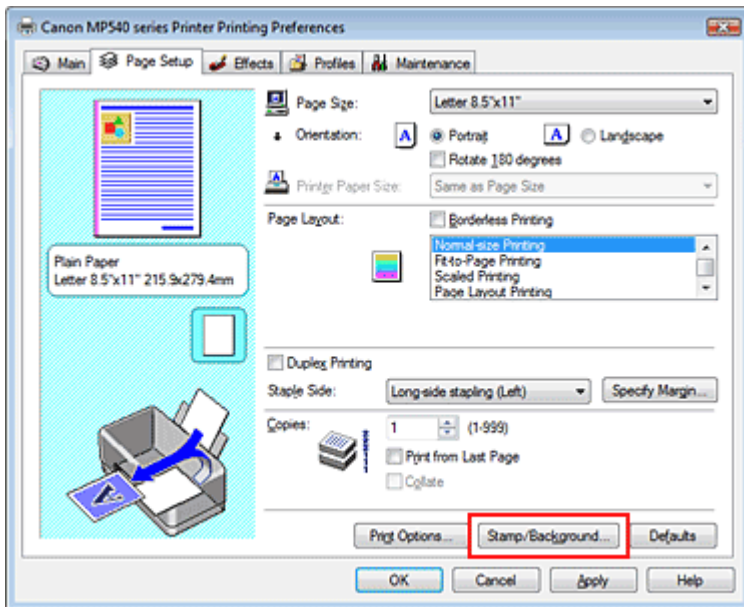 Canon MP540 series Printer Printing Preferences
Main Page Setup Effects Profiles Maintenance
Page Size: Letter 8.5"x11"
Orientation: A Portrait A Landscape
Rotate 180 degrees
Printer Paper Size: Same as Page Size
Page Layout: Borderless Printing
Normal-size Printing
Fit-to-Page Printing
Scaled Printing
Page Layout Printing
Plain Paper
Letter 8.5"x11" 215.9x279.4mm
Duplex Printing
Staple Side: Long-side stapling (Left) Specify Margin...
Copies: 1 (1-999)
Print from Last Page
Collate
A
Print Options... Stamp/Background... Defaults
OK Cancel Apply Help